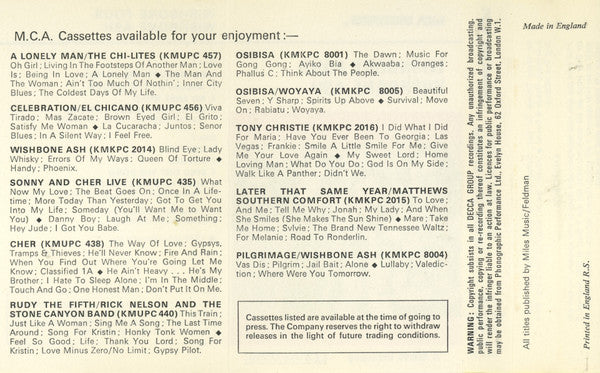 M.C.A. Cassettes available for your enjoyment :—
A LONELY MAN/THE CHI-LITES (KMUPC 457)
Oh Girl; Living In The Footsteps Of Another Man; Love
Is; Being In Love; A Lonely Man ◆ The Man And
The Woman; Ain't Too Much Of Nothin'; Inner City
Blues; The Coldest Days Of My Life.
CELEBRATION/EL CHICANO (KMUPC 456) Viva
Tirado; Mas Zacate; Brown Eyed Girl; El Grito;
Satisfy Me Woman ◆ La Cucaracha; Juntos; Senor
Blues; In A Silent Way; I Feel Free.
WISHBONE ASH (KMPC 2014) Blind Eye; Lady
Whisky; Errors Of My Ways; Queen Of Torture ◆
Handy; Phoenix.
SONNY AND CHER LIVE (KMUPC 435) What
Now My Love; The Beat Goes On; Once In A Life-
time; More Today Than Yesterday; Got To Get You
Into My Life; Someday (You'll Want Me to Want
You) ◆ Danny Boy; Laugh At Me; Something;
Hey Jude; I Got You Babe.
CHER (KMUPC 438) The Way Of Love; Gypsys,
Tramps & Thieves; He'll Never Know; Fire And Rain;
When You Find Out Where You're Going Let Me
Know; Classified 1A ◆ He Ain't Heavy . . . He's My
Brother; I Hate To Sleep Alone; I'm In The Middle;
Touch And Go; One Honest Man; Don't Put It On Me.
RUDY THE FIFTH/RICK NELSON AND THE
STONE CANYON BAND (KMUPC 440) This Train;
Just Like A Woman; Sing Me A Song; The Last Time
Around; Song For Kristin; Honky Tonk Women ◆
Feel So Good; Life; Thank You Lord; Song For
Kristin; Love Minus Zero/No Limit; Gypsy Pilot.
OSIBISA (KMKPC 8001) The Dawn; Music For
Gong Gong; Ayiko Bia ◆ Akwaaba; Oranges;
Phallus C; Think About The People.
OSIBISA/WOYAYA (KMKPC 8005) Beautiful
Seven; Y Sharp; Spirits Up Above ◆ Survival; Move
On; Rabiatu; Woyaya.
TONY CHRISTIE (KMKPC 2016) I Did What I Did
For Maria; Have You Ever Been To Georgia; Las
Vegas; Frankie; Smile A Little Smile For Me; Give
Me Your Love Again ◆ My Sweet Lord; Home
Loving Man; What Do You Do; God Is On My Side;
Walk Like A Panther; Didn't We.
LATER THAT SAME YEAR/MATTHEWS
SOUTHERN COMFORT (KMPC 2015) To Love;
And Me; Tell Me Why; Jonah; My Lady; And When
She Smiles (She Makes The Sun Shine) ◆ Mare; Take
Me Home; Sylvie; The Brand New Tennessee Waltz;
For Melanie; Road To Ronderlin.
PILGRIMAGE/WISHBONE ASH (KMKPC 8004)
Vas Dis; Pilgrim; Jail Bait; Alone ◆ Lullaby; Valedic-
tion; Where Were You Tomorrow.
Cassettes listed are available at the time of going to
press. The Company reserves the right to withdraw
releases in the light of future trading conditions.
WARNING: Copyright subsists in all DECCA GROUP recordings. Any unauthorized broadcasting,
public performance, copying or re-recording thereof constitutes an infringement of copyright and
will render the infringer liable to an action at law. Licences for public performance or broadcasting
may be obtained from Phonographic Performance Ltd., Evelyn House, 62 Oxford Street, London W.1.
All titles published by Miles Music/Feldman
Made in England
Printed in England R.S.